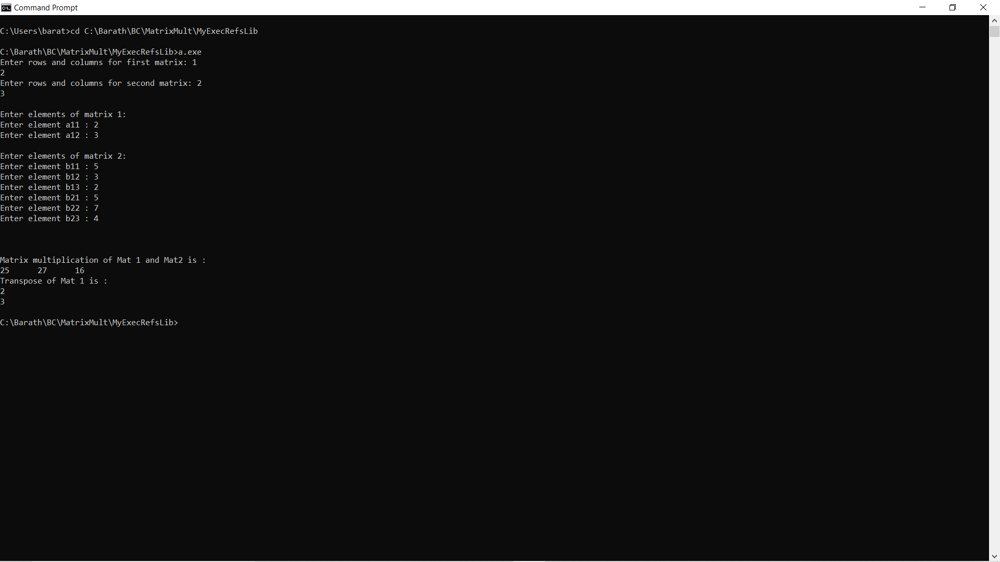 Command Prompt
C:\Users\barat>cd C:\Barath\BC\MatrixMult\MyExecRefsLib
C:\Barath\BC\MatrixMult\MyExecRefsLib>a.exe
Enter rows and columns for first matrix: 1
2
Enter rows and columns for second matrix: 2
3
Enter elements of matrix 1:
Enter element a11 : 2
Enter element a12 : 3
Enter elements of matrix 2:
Enter element b11 : 5
Enter element b12 : 3
Enter element b13 : 2
Enter element b21 : 5
Enter element b22 : 7
Enter element b23 : 4
Matrix multiplication of Mat 1 and Mat2 is :
25      27      16
Transpose of Mat 1 is :
2
3
C:\Barath\BC\MatrixMult\MyExecRefsLib>